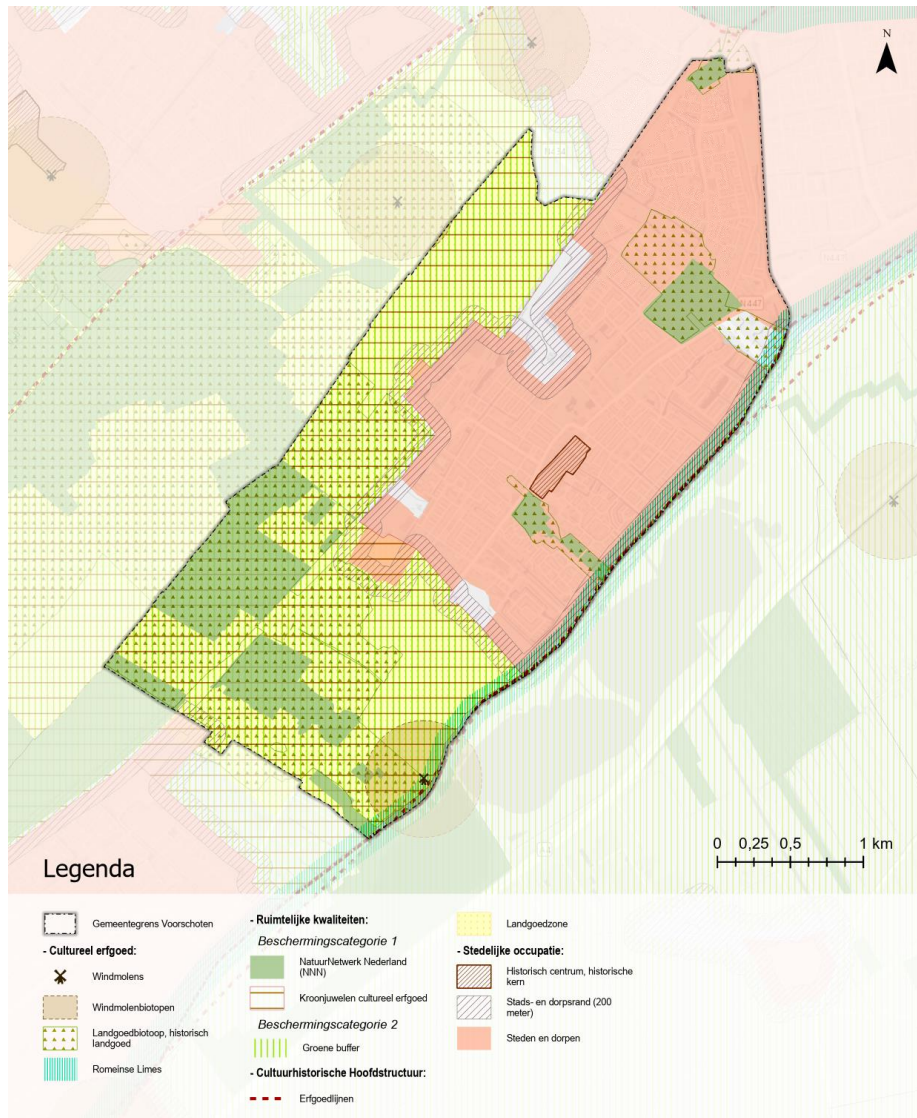 N
N447
0 0,25 0,5 1 km
Legenda
Gemeentegrens Voorschoten
- Cultureel erfgoed:
Windmolens
Windmolenbiotopen
Landgoedbiotoop, historisch
landgoed
Romeinse Limes
- Ruimtelijke kwaliteiten:
Beschermingscategorie 1
NatuurNetwerk Nederland
(NNN)
Kroonjuwelen cultureel erfgoed
Beschermingscategorie 2
Groene buffer
- Cultuurhistorische Hoofdstructuur:
Erfgoedlijnen
Landgoedzone
- Stedelijke occupatie:
Historisch centrum, historische
kern
Stads- en dorpsrand (200
meter)
Steden en dorpen